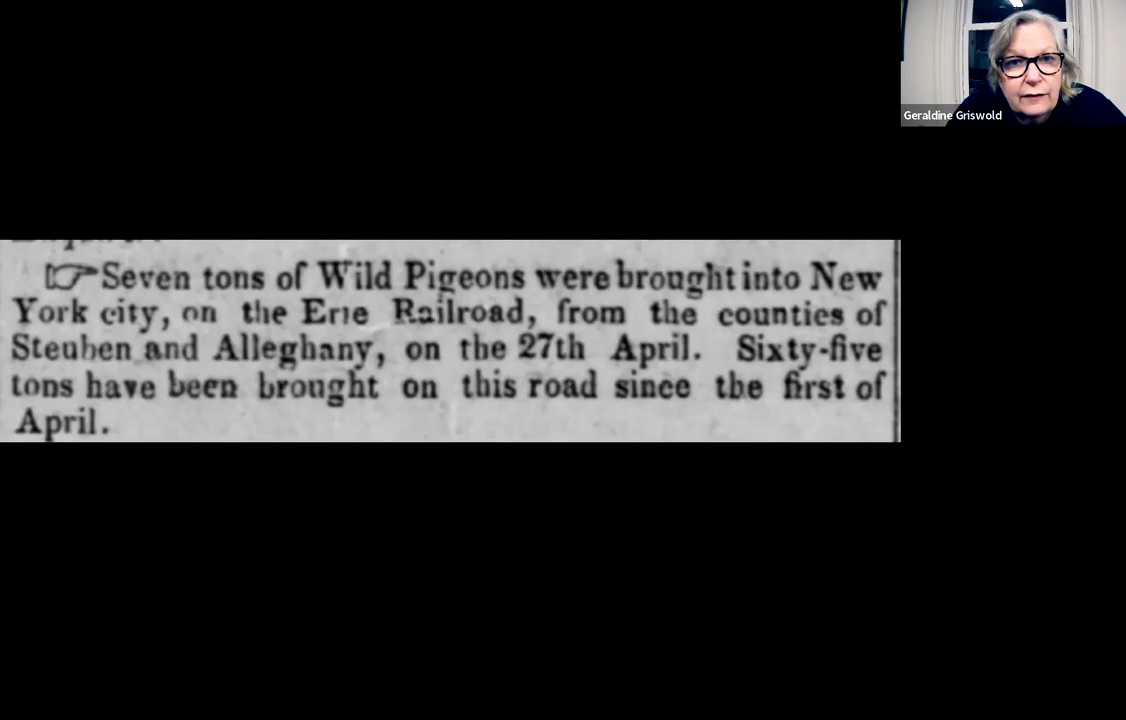 Geraldine Griswold
☞Seven tons of Wild Pigeons were brought into New
York city, on the Erie Railroad, from the counties of
Steuben and Alleghany, on the 27th April. Sixty-five
tons have been brought on this road since the first of
April.